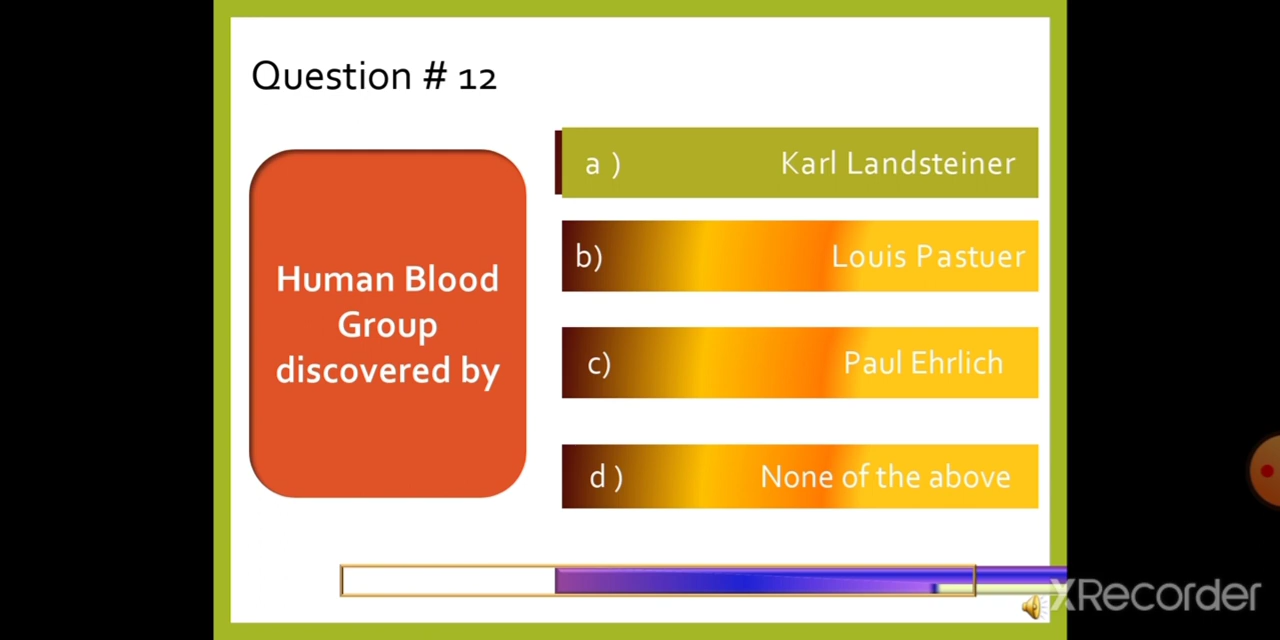 Question # 12
Human Blood
Group
discovered by
a ) Karl Landsteiner
b) Louis Pastuer
c) Paul Ehrlich
d ) None of the above
XRecorder